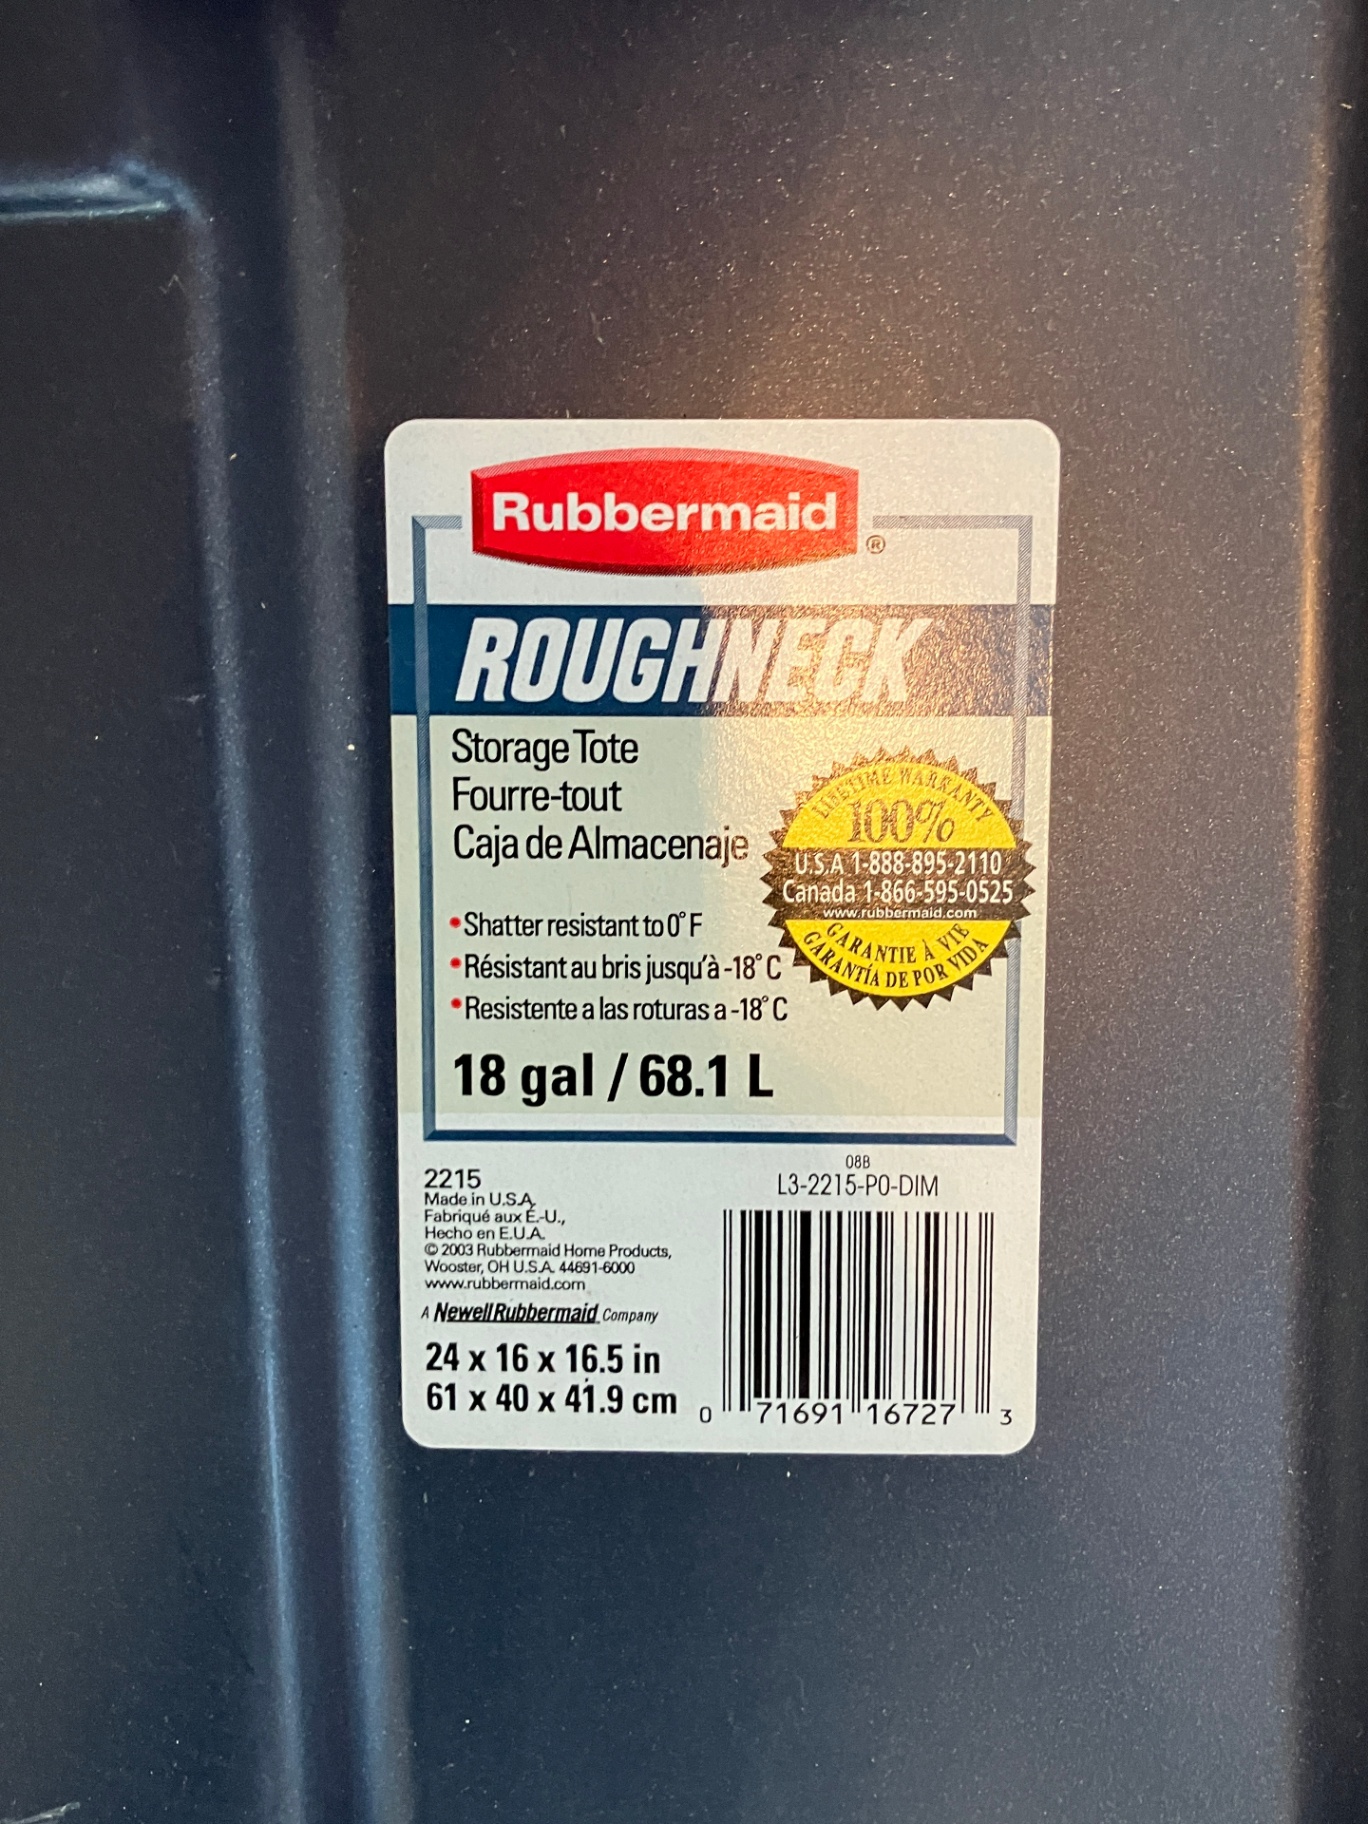 Rubbermaid®
ROUGHNECK
Storage Tote
Fourre-tout
Caja de Almacenaje
LIFETIME WARRANTY
100%
U.S.A 1-888-895-2110
Canada 1-866-595-0525
www.rubbermaid.com
GARANTIE À VIE
GARANTÍA DE POR VIDA
•Shatter resistant to 0° F
•Résistant au bris jusqu'à -18° C
•Resistente a las roturas a -18° C
18 gal / 68.1 L
2215
Made in U.S.A.
Fabriqué aux É.-U.,
Hecho en E.U.A.
© 2003 Rubbermaid Home Products,
Wooster, OH U.S.A. 44691-6000
www.rubbermaid.com
A NewellRubbermaid Company
24 x 16 x 16.5 in
61 x 40 x 41.9 cm
08B
L3-2215-P0-DIM
0 71691 16727 3